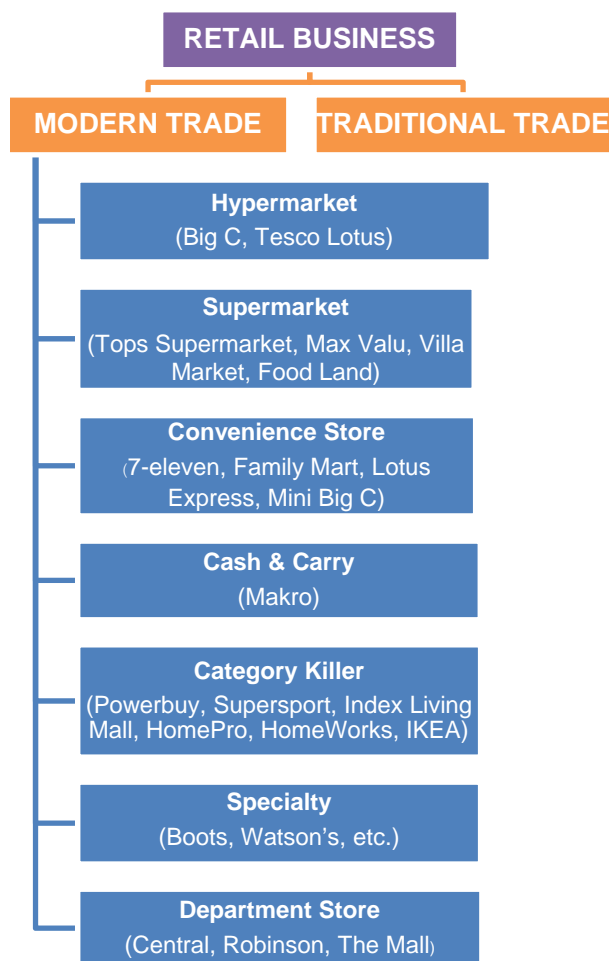 RETAIL BUSINESS
MODERN TRADE
TRADITIONAL TRADE
Hypermarket
(Big C, Tesco Lotus)
Supermarket
(Tops Supermarket, Max Valu, Villa
Market, Food Land)
Convenience Store
(7-eleven, Family Mart, Lotus
Express, Mini Big C)
Cash & Carry
(Makro)
Category Killer
(Powerbuy, Supersport, Index Living
Mall, HomePro, HomeWorks, IKEA)
Specialty
(Boots, Watson’s, etc.)
Department Store
(Central, Robinson, The Mall)